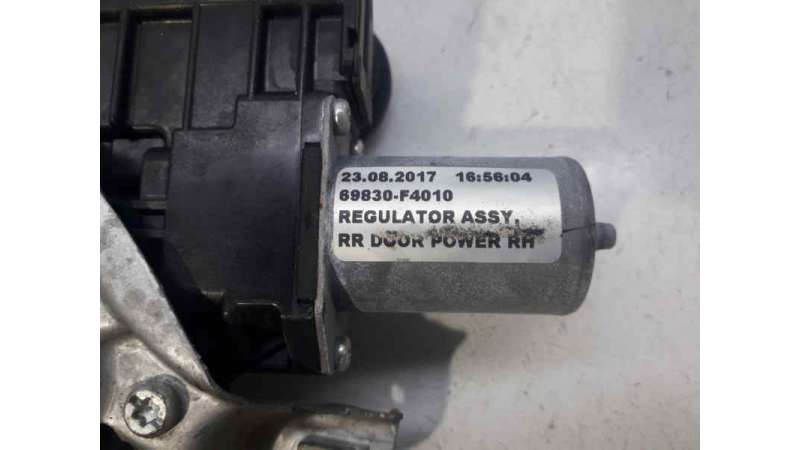 23.08.2017 16:56:04
69830-F4010
REGULATOR ASSY,
RR DOOR POWER RH